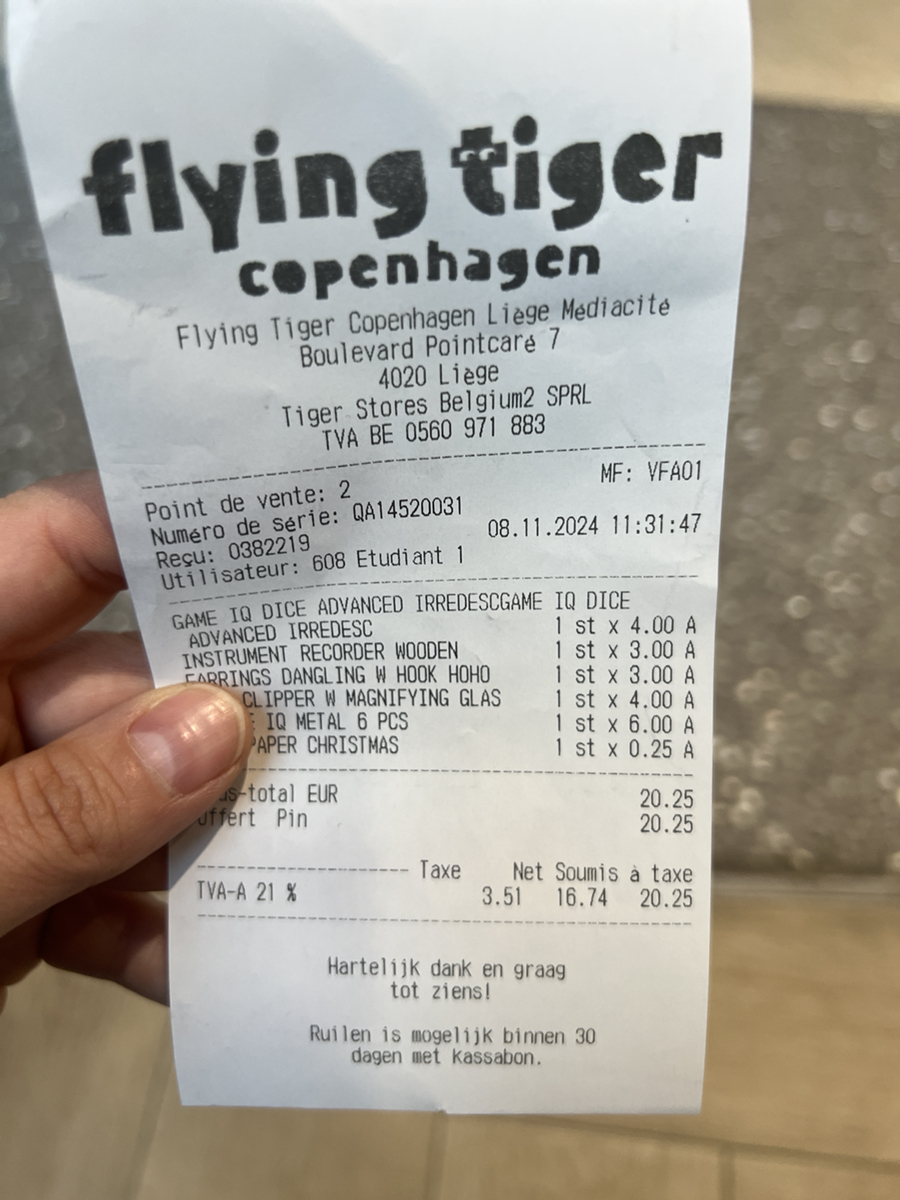 flying tiger
copenhagen
Flying Tiger Copenhagen Liège Médiacité
Boulevard Pointcaré 7
4020 Liège
Tiger Stores Belgium2 SPRL
TVA BE 0560 971 883
Point de vente: 2 MF: VFA01
Numéro de série: QA14520031
Reçu: 0382219 08.11.2024 11:31:47
Utilisateur: 608 Etudiant 1
GAME IQ DICE ADVANCED IRREDESCGAME IQ DICE
ADVANCED IRREDESC 1 st x 4.00 A
INSTRUMENT RECORDER WOODEN 1 st x 3.00 A
EARRINGS DANGLING W HOOK HOHO 1 st x 3.00 A
CLIPPER W MAGNIFYING GLAS 1 st x 4.00 A
IQ METAL 6 PCS 1 st x 6.00 A
PAPER CHRISTMAS 1 st x 0.25 A
-total EUR 20.25
Offert Pin 20.25
Taxe Net Soumis à taxe
TVA-A 21 % 3.51 16.74 20.25
Hartelijk dank en graag
tot ziens!
Ruilen is mogelijk binnen 30
dagen met kassabon.